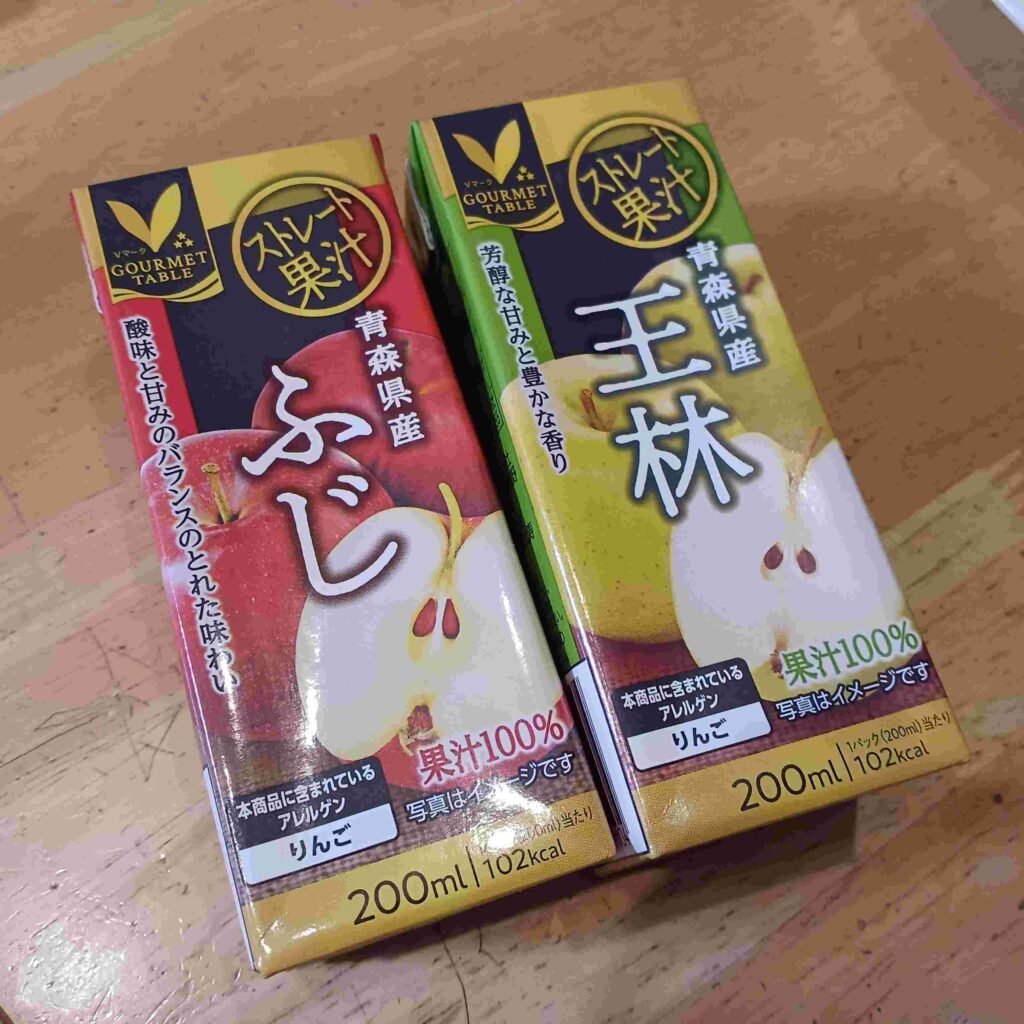 Vマーク
GOURMET
TABLE
ストレート
果汁
青森県産
ふじ
酸味と甘みのバランスのとれた味わい
果汁100%
写真はイメージです
本商品に含まれている
アレルゲン
りんご
当たり
200ml
102kcal
Vマーク
GOURMET
TABLE
ストレート
果汁
青森県産
王林
芳醇な甘みと豊かな香り
果汁100%
写真はイメージです
本商品に含まれている
アレルゲン
りんご
1パック(200ml)当たり
200ml
102kcal